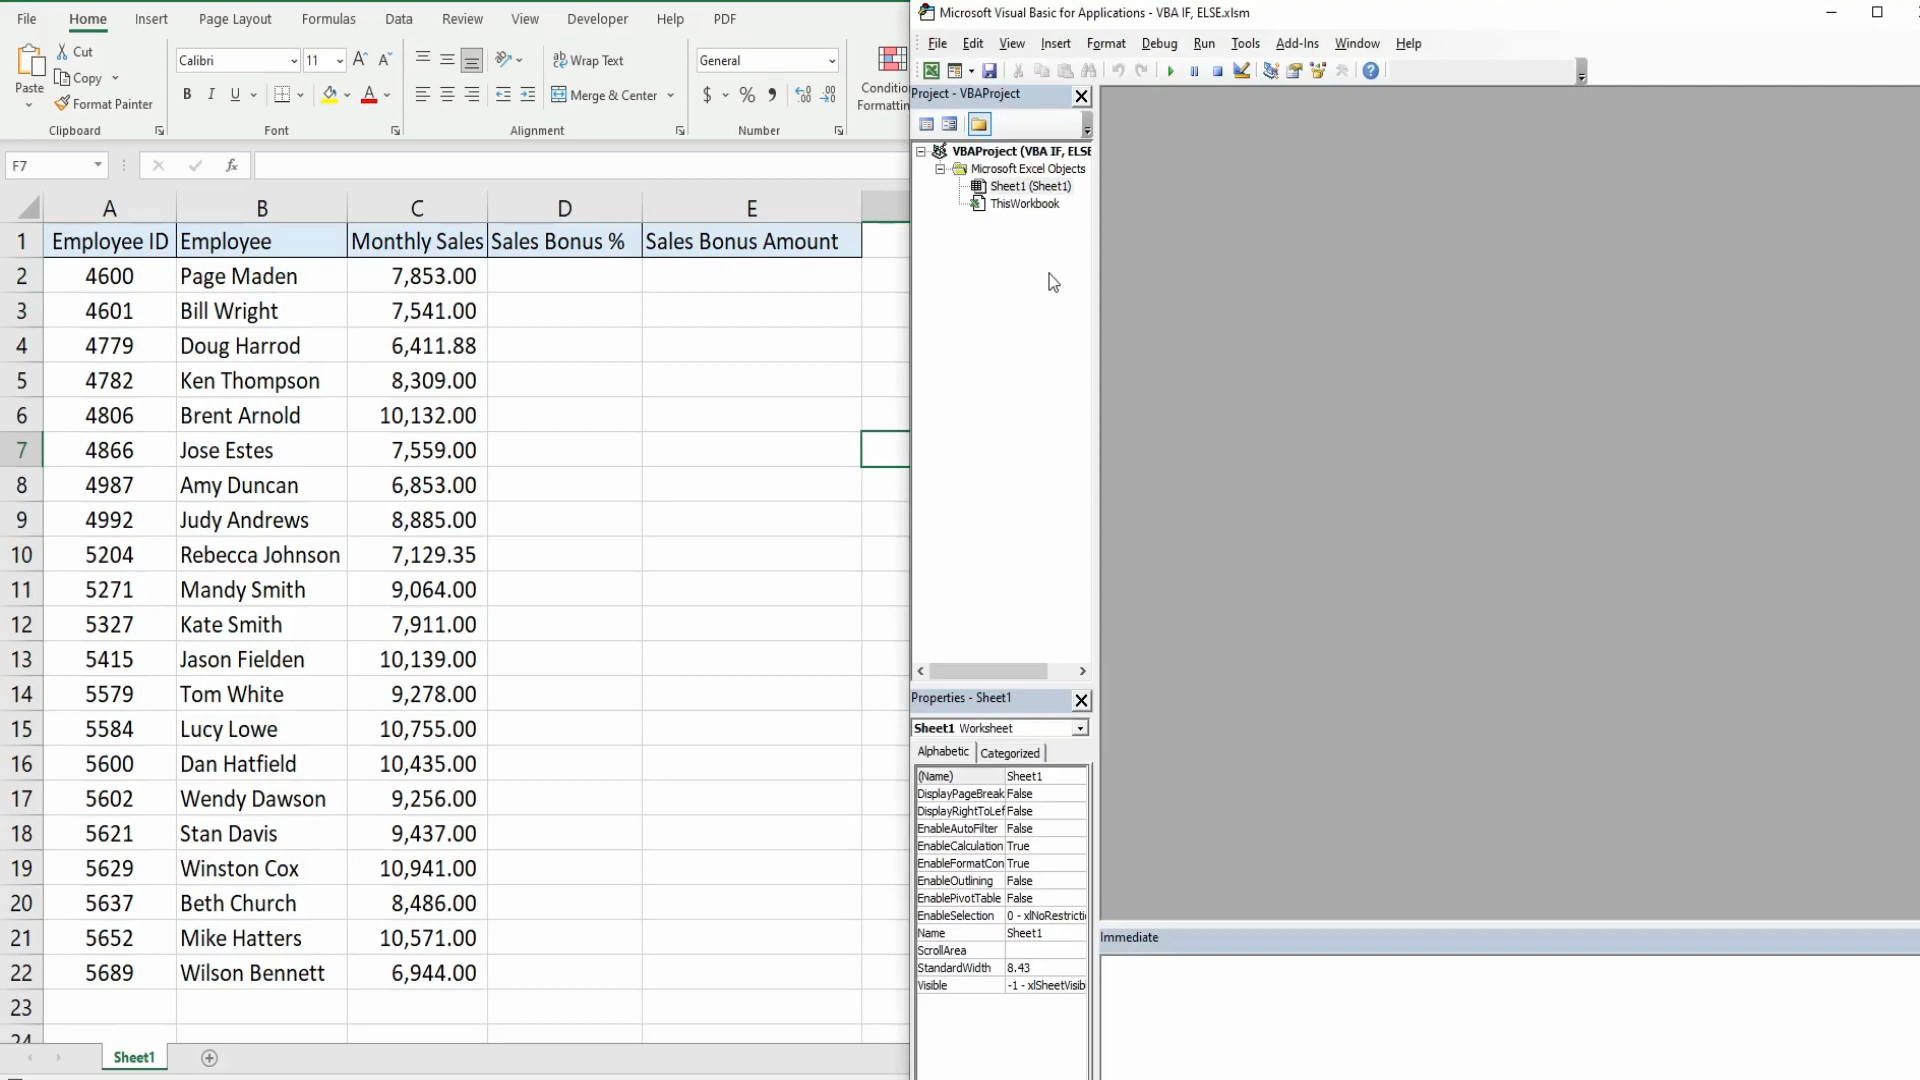 File Home Insert Page Layout Formulas Data Review View Developer Help PDF
Paste
Cut
Copy
Format Painter
Clipboard
Calibri 11 A A
B I U A
Font
Wrap Text
Merge & Center
Alignment
General
$ % 9
Number
Conditi
Formatting
F7 fx
A B C D E
1 Employee ID Employee Monthly Sales Sales Bonus % Sales Bonus Amount
2 4600 Page Maden 7,853.00
3 4601 Bill Wright 7,541.00
4 4779 Doug Harrod 6,411.88
5 4782 Ken Thompson 8,309.00
6 4806 Brent Arnold 10,132.00
7 4866 Jose Estes 7,559.00
8 4987 Amy Duncan 6,853.00
9 4992 Judy Andrews 8,885.00
10 5204 Rebecca Johnson 7,129.35
11 5271 Mandy Smith 9,064.00
12 5327 Kate Smith 7,911.00
13 5415 Jason Fielden 10,139.00
14 5579 Tom White 9,278.00
15 5584 Lucy Lowe 10,755.00
16 5600 Dan Hatfield 10,435.00
17 5602 Wendy Dawson 9,256.00
18 5621 Stan Davis 9,437.00
19 5629 Winston Cox 10,941.00
20 5637 Beth Church 8,486.00
21 5652 Mike Hatters 10,571.00
22 5689 Wilson Bennett 6,944.00
23
24
Sheet1
Microsoft Visual Basic for Applications - VBA IF, ELSE.xlsm
File Edit View Insert Format Debug Run Tools Add-Ins Window Help
Project - VBAProject
VBAProject (VBA IF, ELSE
Microsoft Excel Objects
Sheet1 (Sheet1)
ThisWorkbook
Properties - Sheet1
Sheet1 Worksheet
Alphabetic Categorized
(Name) Sheet1
DisplayPageBreak False
DisplayRightToLef False
EnableAutoFilter False
EnableCalculation True
EnableFormatCon True
EnableOutlining False
EnablePivotTable False
EnableSelection 0 - xlNoRestricti
Name Sheet1
ScrollArea
StandardWidth 8.43
Visible -1 - xlSheetVisib
Immediate